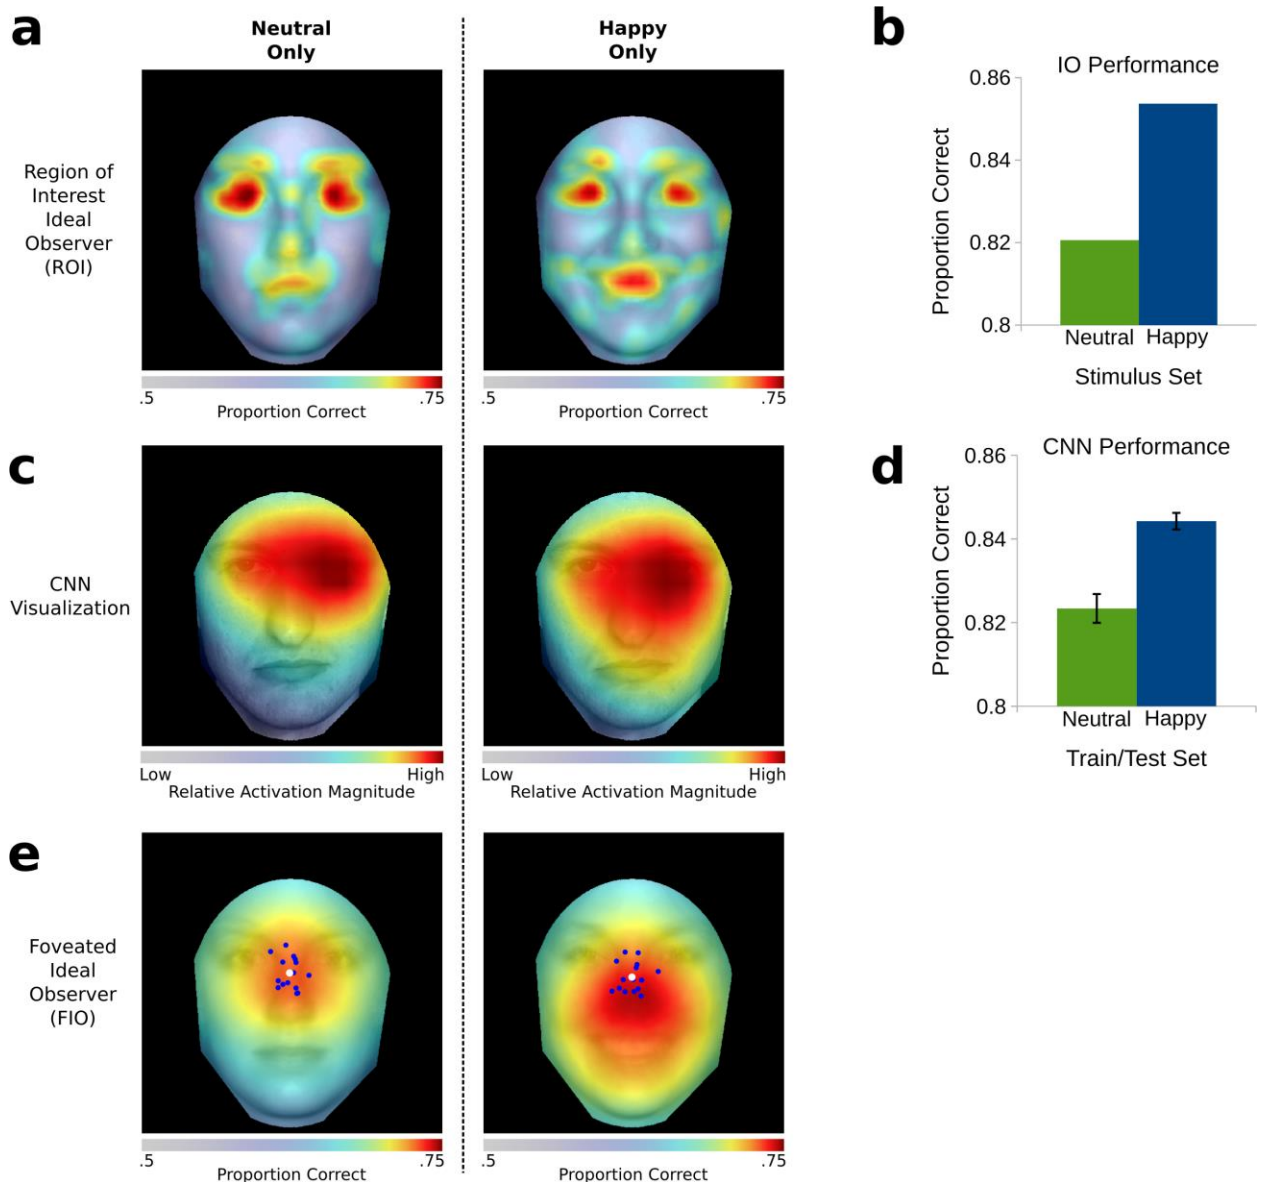 a
Neutral
Only
Happy
Only
Region of
Interest
Ideal
Observer
(ROI)
.5
.75
Proportion Correct
.5
.75
Proportion Correct
b
IO Performance
Proportion Correct
0.86
0.84
0.82
0.8
Neutral
Happy
Stimulus Set
c
CNN
Visualization
Low
High
Relative Activation Magnitude
Low
High
Relative Activation Magnitude
d
CNN Performance
Proportion Correct
0.86
0.84
0.82
0.8
Neutral
Happy
Train/Test Set
e
Foveated
Ideal
Observer
(FIO)
.5
.75
Proportion Correct
.5
.75
Proportion Correct